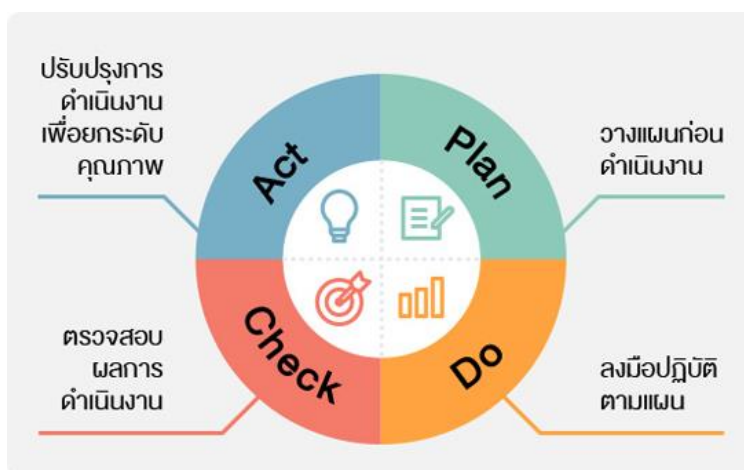 ปรับปรุงการ
ดำเนินงาน
เพื่อยกระดับ
คุณภาพ
Act
Plan
วางแผนก่อน
ดำเนินงาน
ตรวจสอบ
ผลการ
ดำเนินงาน
Check
Do
ลงมือปฏิบัติ
ตามแผน